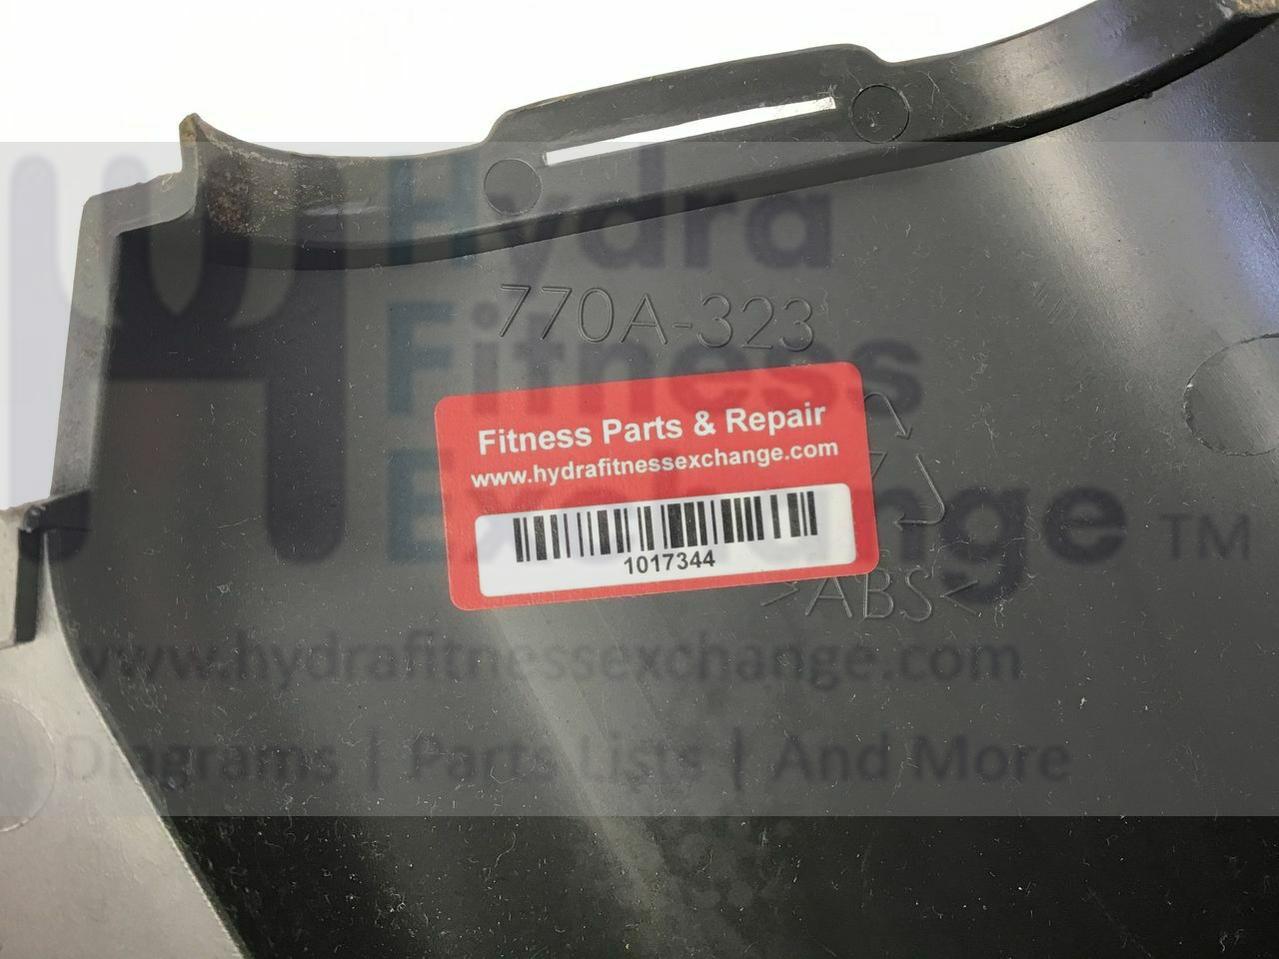 Hydra
770A-323
Fitness
Fitness Parts & Repair
www.hydrafitnessexchange.com
7
Exchange TM
1017344
>ABS<
www.hydrafitnessexchange.com
Diagrams | Parts Lists | And More